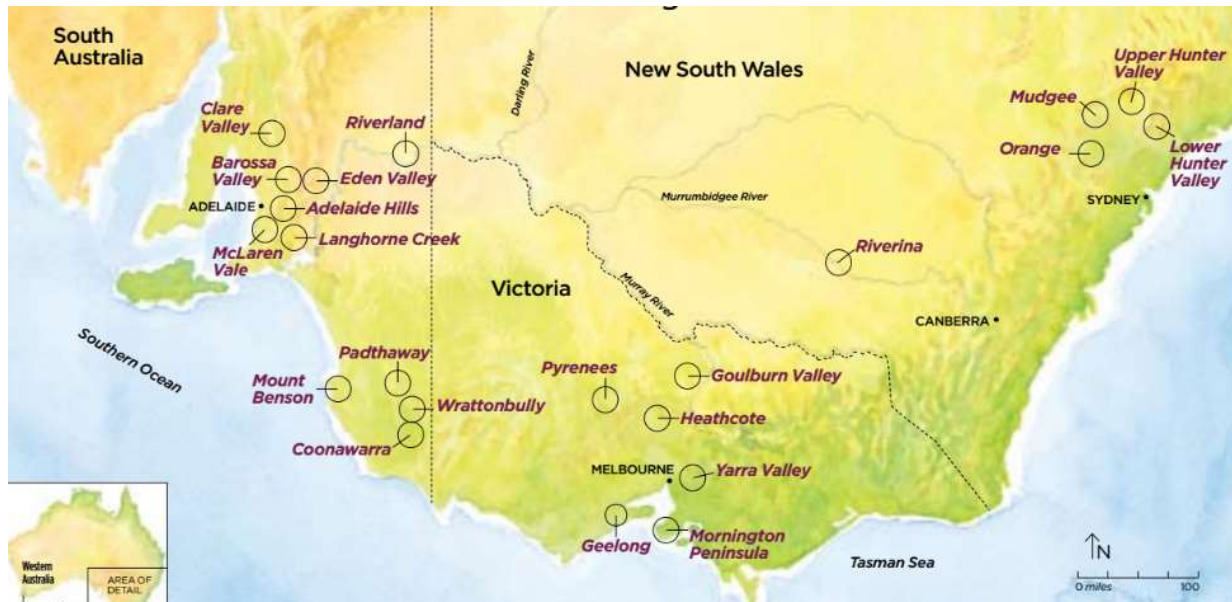 South
Australia
New South Wales
Darling River
Upper Hunter
Valley
Mudgee
Clare
Valley
Riverland
Orange
Lower
Hunter
Valley
Barossa
Valley
Eden Valley
Murrumbidgee River
SYDNEY
ADELAIDE
Adelaide Hills
Langhorne Creek
McLaren
Vale
Riverina
Victoria
Murray River
CANBERRA
Southern Ocean
Padthaway
Mount
Benson
Wrattonbully
Coonawarra
Pyrenees
Goulburn Valley
Heathcote
MELBOURNE
Yarra Valley
Geelong
Mornington
Peninsula
Tasman Sea
Western
Australia
AREA OF
DETAIL
N
0 miles 100